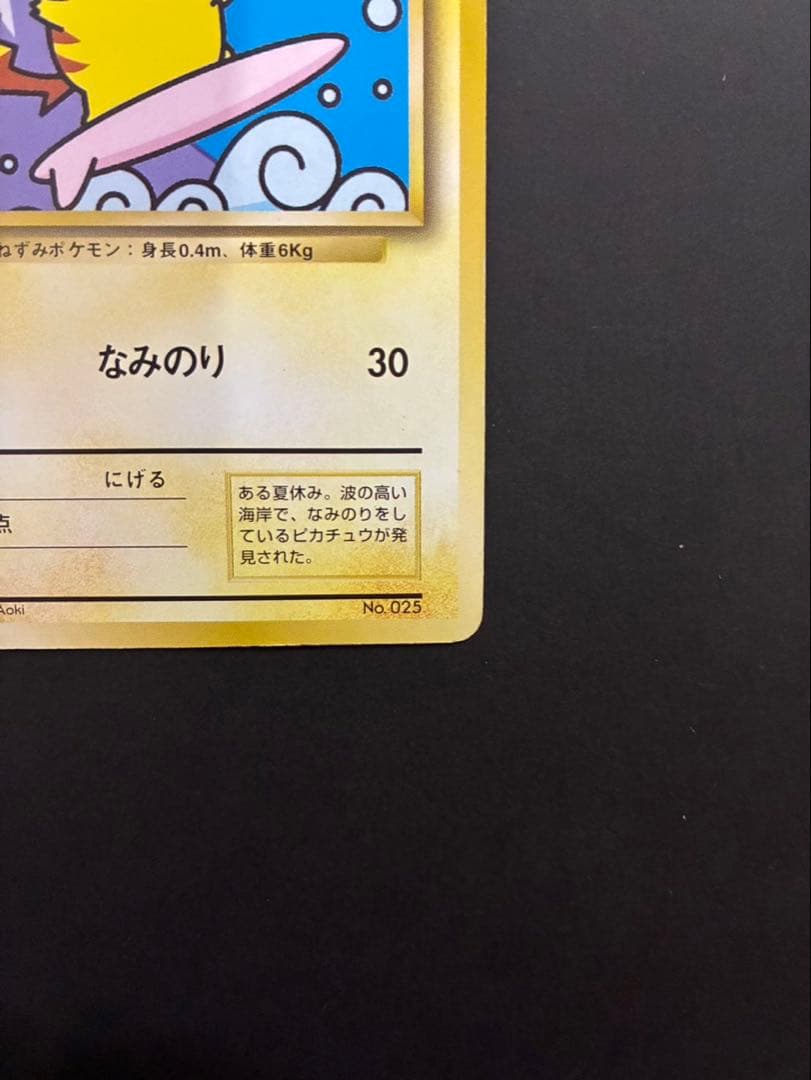 ねずみポケモン：身長0.4m、体重6Kg
なみのり 30
にげる
点
ある夏休み。波の高い
海岸で、なみのりをし
ているピカチュウが発
見された。
Aoki
No. 025